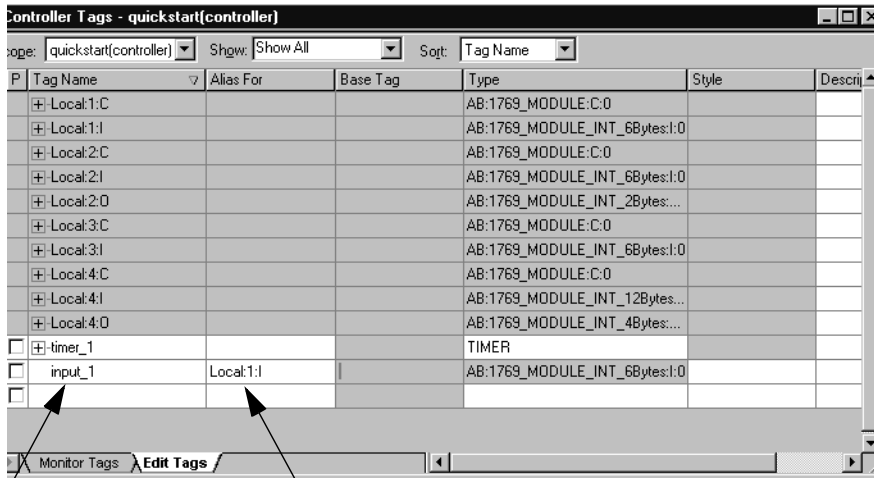 Controller Tags - quickstart(controller)
Scope: quickstart(controller) Show: Show All Sort: Tag Name
P Tag Name Alias For Base Tag Type Style Descrip
Local:1:C AB:1769_MODULE:C:0
Local:1:I AB:1769_MODULE_INT_6Bytes:I:0
Local:2:C AB:1769_MODULE:C:0
Local:2:I AB:1769_MODULE_INT_6Bytes:I:0
Local:2:O AB:1769_MODULE_INT_2Bytes:...
Local:3:C AB:1769_MODULE:C:0
Local:3:I AB:1769_MODULE_INT_6Bytes:I:0
Local:4:C AB:1769_MODULE:C:0
Local:4:I AB:1769_MODULE_INT_12Bytes...
Local:4:O AB:1769_MODULE_INT_4Bytes:...
timer_1 TIMER
input_1 Local:1:I AB:1769_MODULE_INT_6Bytes:I:0
Monitor Tags Edit Tags